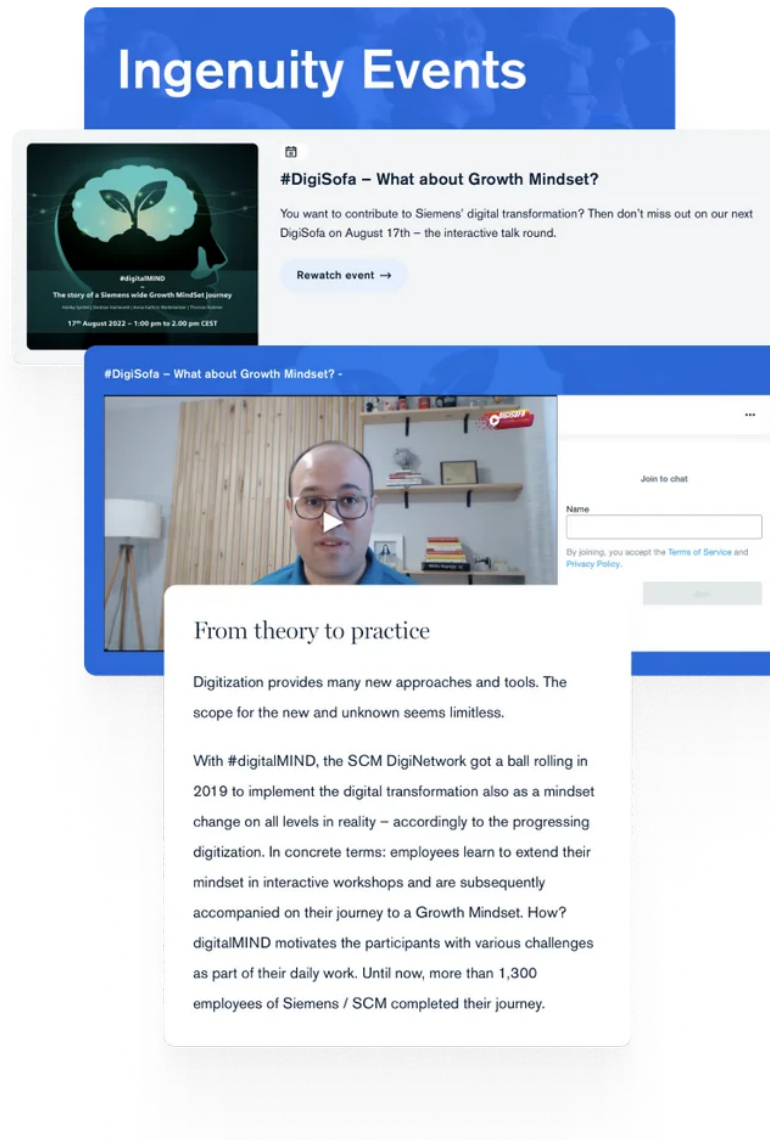 Ingenuity Events
#digitalMIND
–
The story of a Siemens wide Growth MindSet journey
17th August 2022 – 1:00 pm to 2.00 pm CEST
#DigiSofa – What about Growth Mindset?
You want to contribute to Siemens’ digital transformation? Then don’t miss out on our next
DigiSofa on August 17th – the interactive talk round.
Rewatch event →
#DigiSofa – What about Growth Mindset? -
DIGISOFA
Join to chat
Name
By joining, you accept the Terms of Service and
Privacy Policy.
Join
From theory to practice
Digitization provides many new approaches and tools. The
scope for the new and unknown seems limitless.
With #digitalMIND, the SCM DigiNetwork got a ball rolling in
2019 to implement the digital transformation also as a mindset
change on all levels in reality – accordingly to the progressing
digitization. In concrete terms: employees learn to extend their
mindset in interactive workshops and are subsequently
accompanied on their journey to a Growth Mindset. How?
digitalMIND motivates the participants with various challenges
as part of their daily work. Until now, more than 1,300
employees of Siemens / SCM completed their journey.